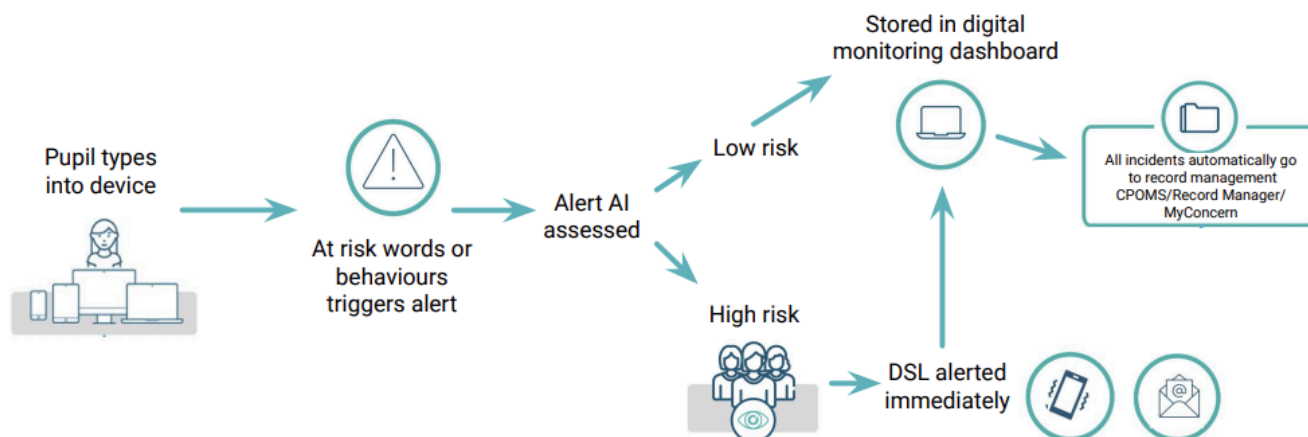 Pupil types
into device
At risk words or
behaviours
triggers alert
Alert AI
assessed
Low risk
High risk
Stored in digital
monitoring dashboard
DSL alerted
immediately
@
All incidents automatically go
to record management
CPOMS/Record Manager/
MyConcern